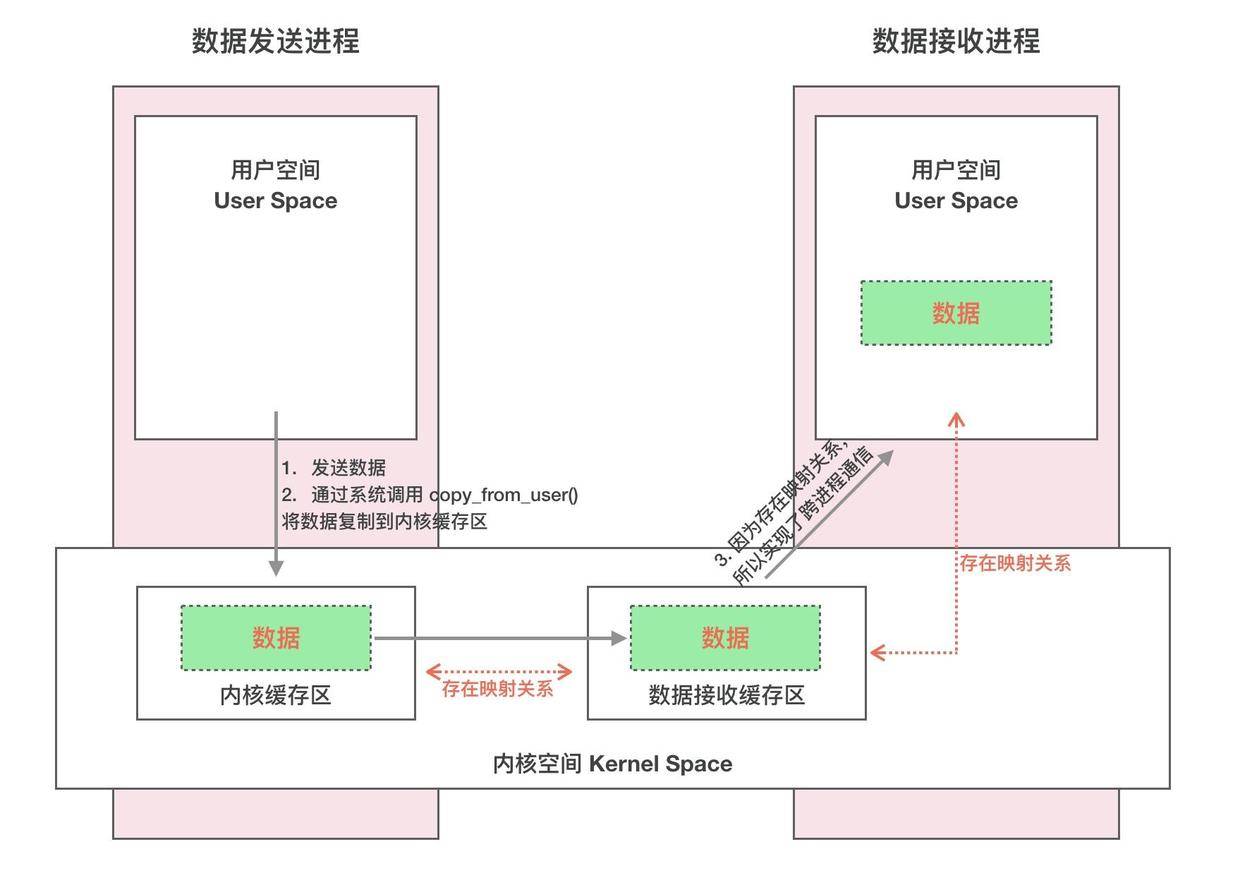 数据发送进程
数据接收进程
用户空间
User Space
用户空间
User Space
数据
1. 发送数据
2. 通过系统调用 copy_from_user()
将数据复制到内核缓存区
3. 因为存在映射关系，
所以实现了跨进程通信
存在映射关系
数据
数据
存在映射关系
内核缓存区
数据接收缓存区
内核空间 Kernel Space